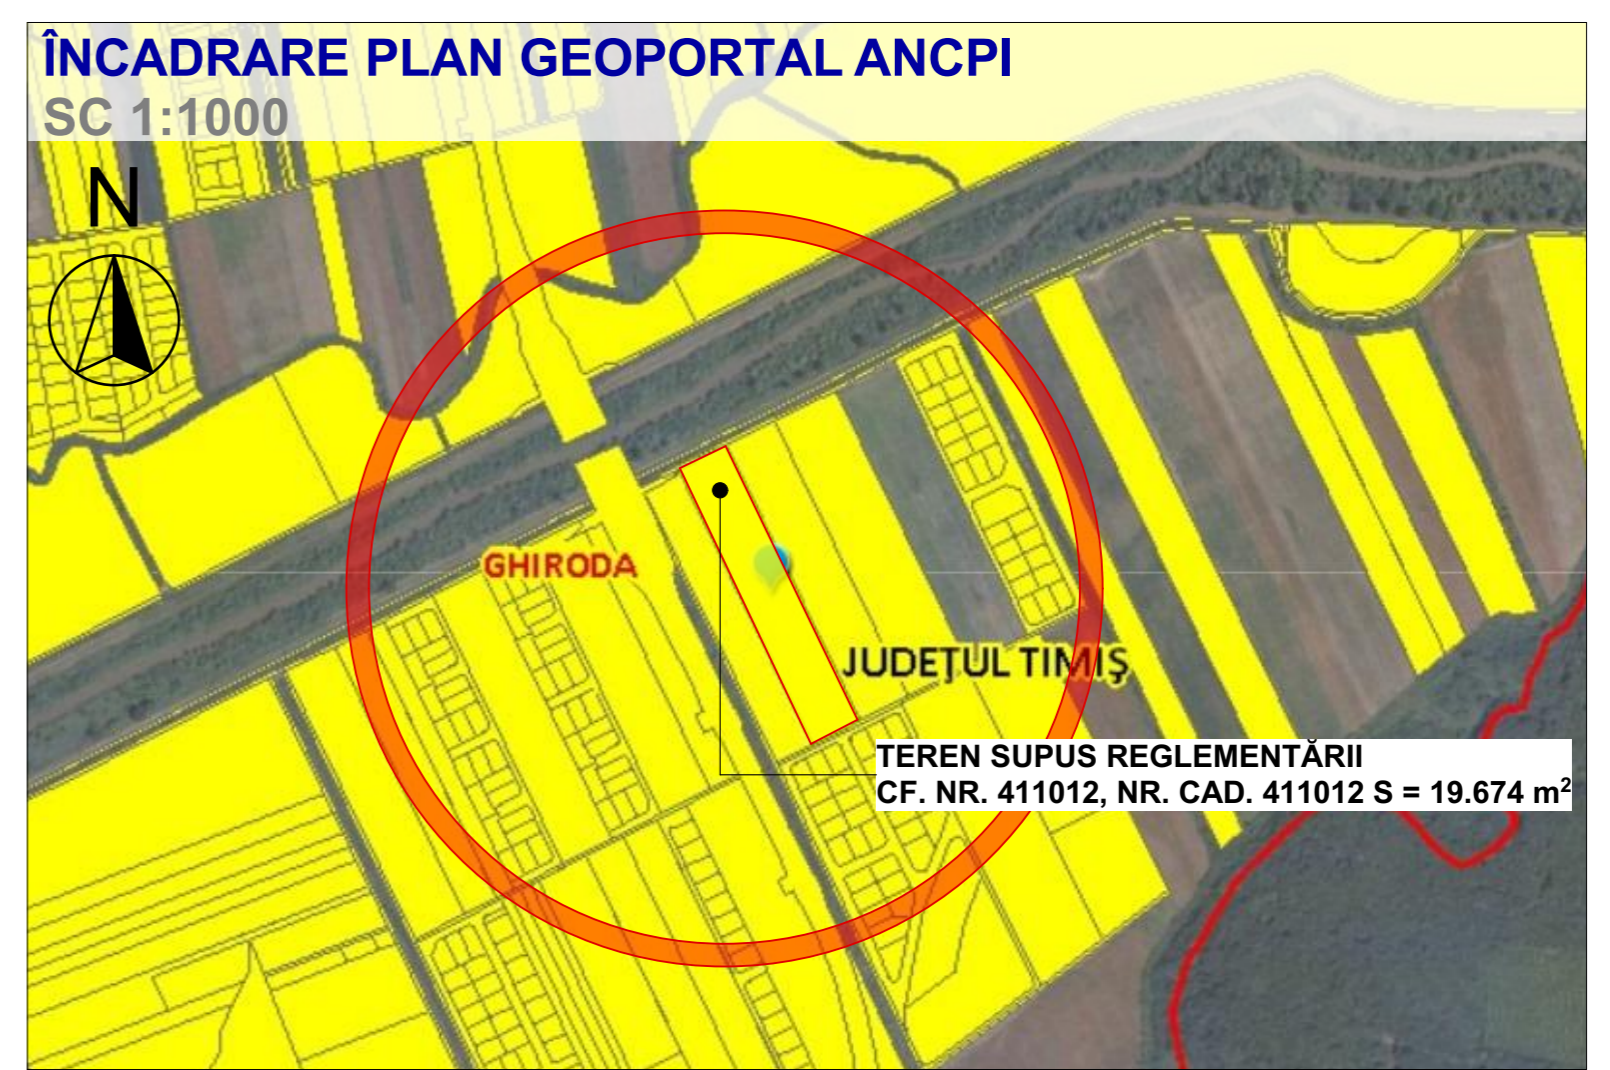 ÎNCADRARE PLAN GEOPORTAL ANCPI
SC 1:1000
N
GHIRODA
JUDEȚUL TIMIȘ
TEREN SUPUS REGLEMENTĂRII
CF. NR. 411012, NR. CAD. 411012 S = 19.674 m²